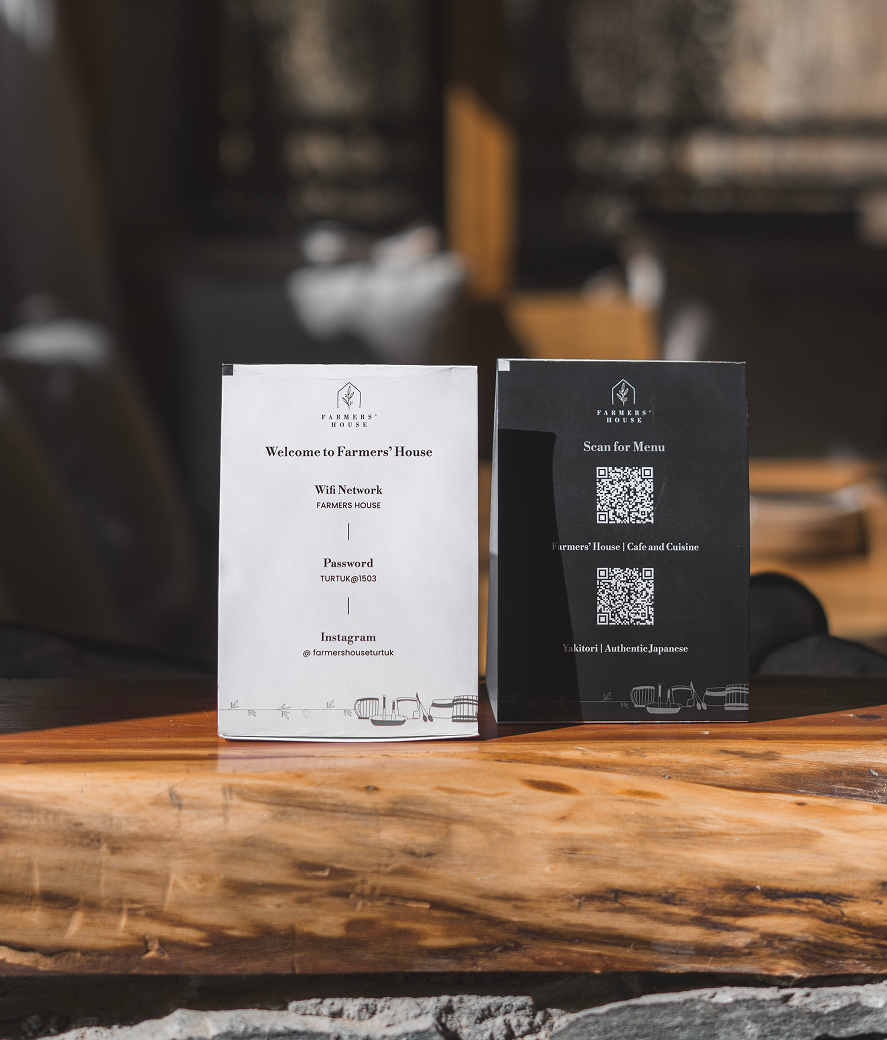 FARMERS'
HOUSE
Welcome to Farmers' House
Wifi Network
FARMERS HOUSE
Password
TURTUK@1503
Instagram
@ farmershouseturtuk
FARMERS'
HOUSE
Scan for Menu
Farmers' House | Cafe and Cuisine
Yakitori | Authentic Japanese